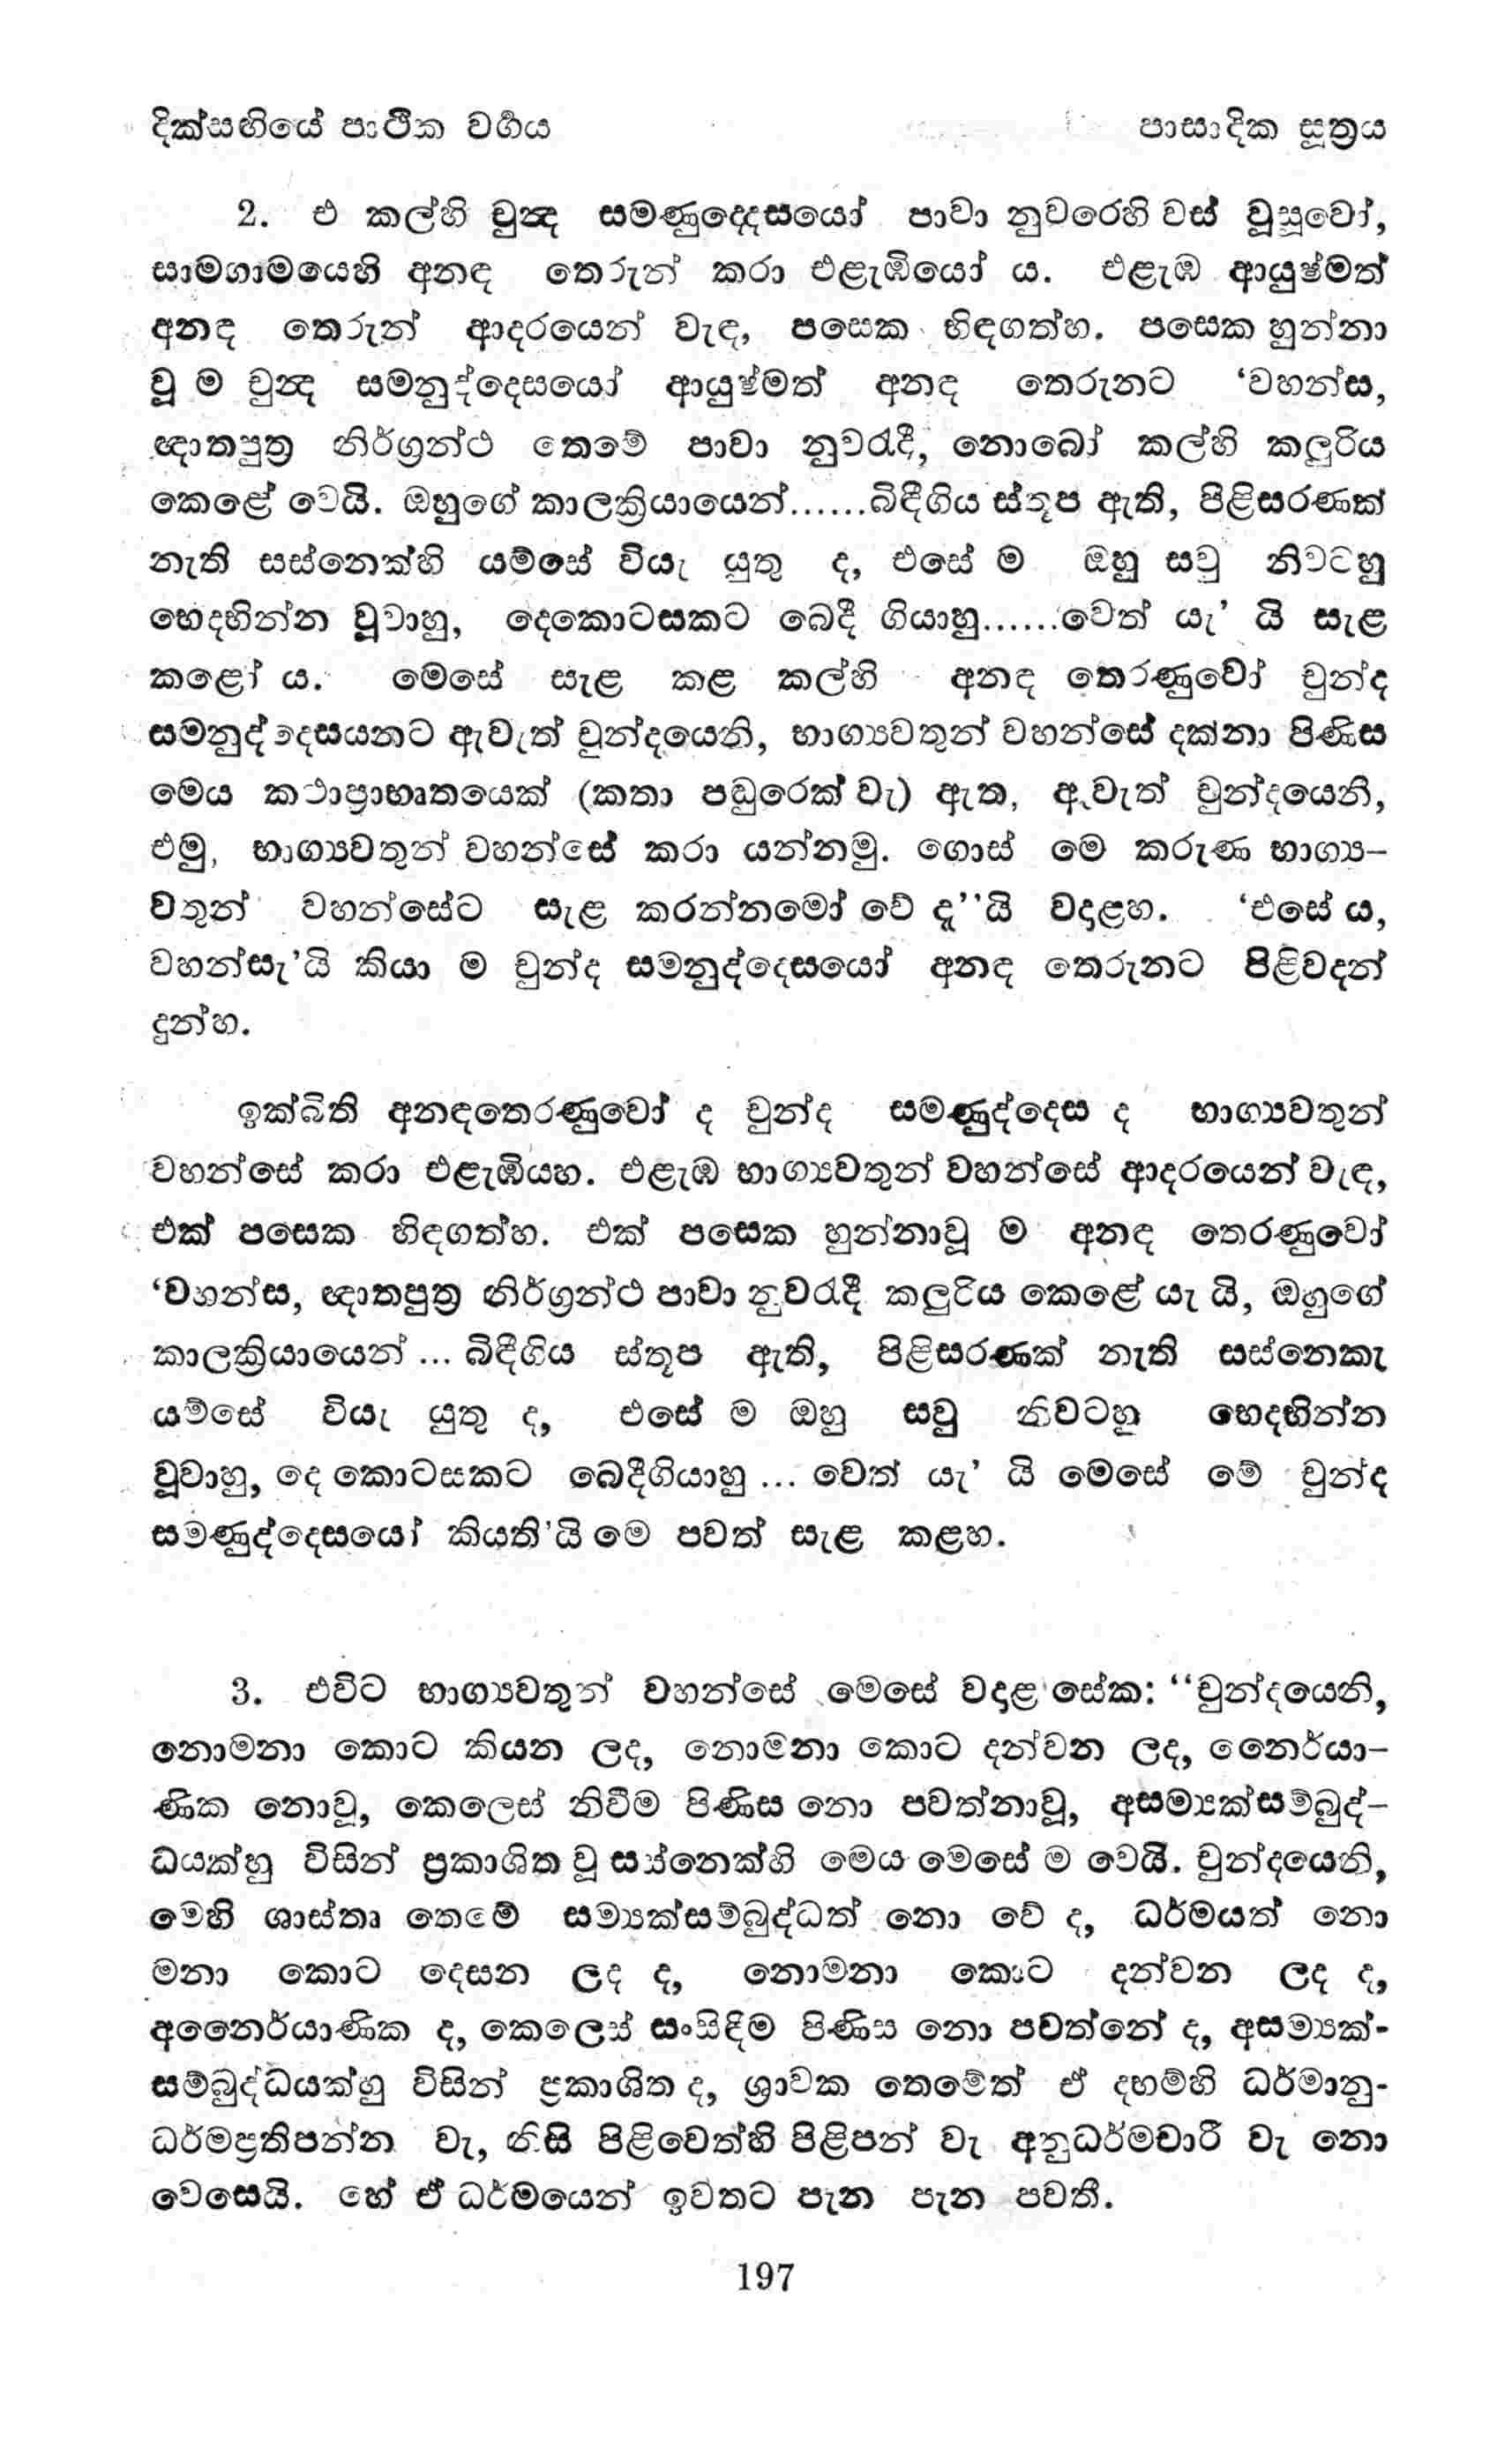 දික්සඟියේ පාථික වර්‍ගය
පාසාදික සූත්‍රය
2. එ කල්හි චුන්‍ද සමණුද්දෙසයෝ පාවා නුවරෙහි වස් වූසූවෝ,
සාමගාමයෙහි අනඳ තෙරුන් කරා එළැඹියෝ ය. එළැඹ ආයුෂ්මත්
අනඳ තෙරුන් ආදරයෙන් වැඳ, පසෙක හිඳගත්හ. පසෙක හුන්නා
වූ ම චුන්‍ද සමනුද්දෙසයෝ ආයුෂ්මත් අනඳ තෙරුනට ‘වහන්ස,
ඥාතපුත්‍ර නිර්ග්‍රන්ථ තෙමේ පාවා නුවරැදී, නොබෝ කල්හි කලුරිය
කෙළේ වෙයි. ඔහුගේ කාලක්‍රියායෙන්......බිඳීගිය ස්තූප ඇති, පිළිසරණක්
නැති සස්නෙක්හි යම්සේ වියැ යුතු ද, එසේ ම ඔහු සවු නිවටහු
භෙදභින්න වූවාහු, දෙකොටසකට බෙදී ගියාහු......වෙත් යැ’ යි සැළ
කළෝ ය. මෙසේ සැළ කළ කල්හි අනඳ තෙරණුවෝ චුන්ද
සමනුද්දෙසයනට ඇවැත් චුන්දයෙනි, භාග්‍යවතුන් වහන්සේ දක්නා පිණිස
මෙය කථාප්‍රාභෘතයෙක් (කතා පඬුරෙක් වැ) ඇත, ඇවැත් චුන්දයෙනි,
එමු, භාග්‍යවතුන් වහන්සේ කරා යන්නමු. ගොස් මෙ කරුණ භාග්‍ය–
වතුන් වහන්සේට සැළ කරන්නමෝ වේ දැ’’යි වදළහ. ‘එසේ ය,
වහන්සැ’යි කියා ම චුන්ද සමනුද්දෙසයෝ අනඳ තෙරුනට පිළිවදන්
දුන්හ.
ඉක්බිති අනඳතෙරණුවෝ ද චුන්ද සමණුද්දෙස ද භාග්‍යවතුන්
වහන්සේ කරා එළැඹියහ. එළැඹ භාග්‍යවතුන් වහන්සේ ආදරයෙන් වැඳ,
එක් පසෙක හිඳගත්හ. එක් පසෙක හුන්නාවූ ම අනඳ තෙරණුවෝ
‘වහන්ස, ඥාතපුත්‍ර නිර්ග්‍රන්ථ පාවා නුවරැදී කලුරිය කෙළේ යැ යි, ඔහුගේ
කාලක්‍රියායෙන් ... බිඳීගිය ස්තූප ඇති, පිළිසරණක් නැති සස්නෙකැ
යම්සේ වියැ යුතු ද, එසේ ම ඔහු සවු නිවටහු භෙදභින්න
වූවාහු, දෙ කොටසකට බෙදීගියාහු ... වෙත් යැ’ යි මෙසේ මේ චුන්ද
සමණුද්දෙසයෝ කියති’යි මෙ පවත් සැළ කළහ.
3. එවිට භාග්‍යවතුන් වහන්සේ මෙසේ වදාළ සේක: ‘‘චුන්දයෙනි,
නොමනා කොට කියන ලද, නොමනා කොට දන්වන ලද, නෛර්යා–
ණික නොවූ, කෙලෙස් නිවීම පිණිස නො පවත්නාවූ, අසම්‍යක්සම්බුද්–
ධයක්හු විසින් ප්‍රකාශිත වූ සස්නෙක්හි මෙය මෙසේ ම වෙයි. චුන්දයෙනි,
මෙහි ශාස්තෘ තෙමේ සම්‍යක්සම්බුද්ධත් නො වේ ද, ධර්මයත් නො
මනා කොට දෙසන ලද ද, නොමනා කොට දන්වන ලද ද,
අනෛර්යාණික ද, කෙලෙස් සංසිඳිම පිණිස නො පවත්නේ ද, අසම්‍යක්-
සම්බුද්ධයක්හු විසින් ප්‍රකාශිත ද, ශ්‍රාවක තෙමේත් ඒ දහම්හි ධර්මානු-
ධර්මප්‍රතිපන්න වැ, නිසි පිළිවෙත්හි පිළිපන් වැ අනුධර්මචාරී වැ නො
වෙසෙයි. හේ ඒ ධර්මයෙන් ඉවතට පැන පැන පවතී.
197